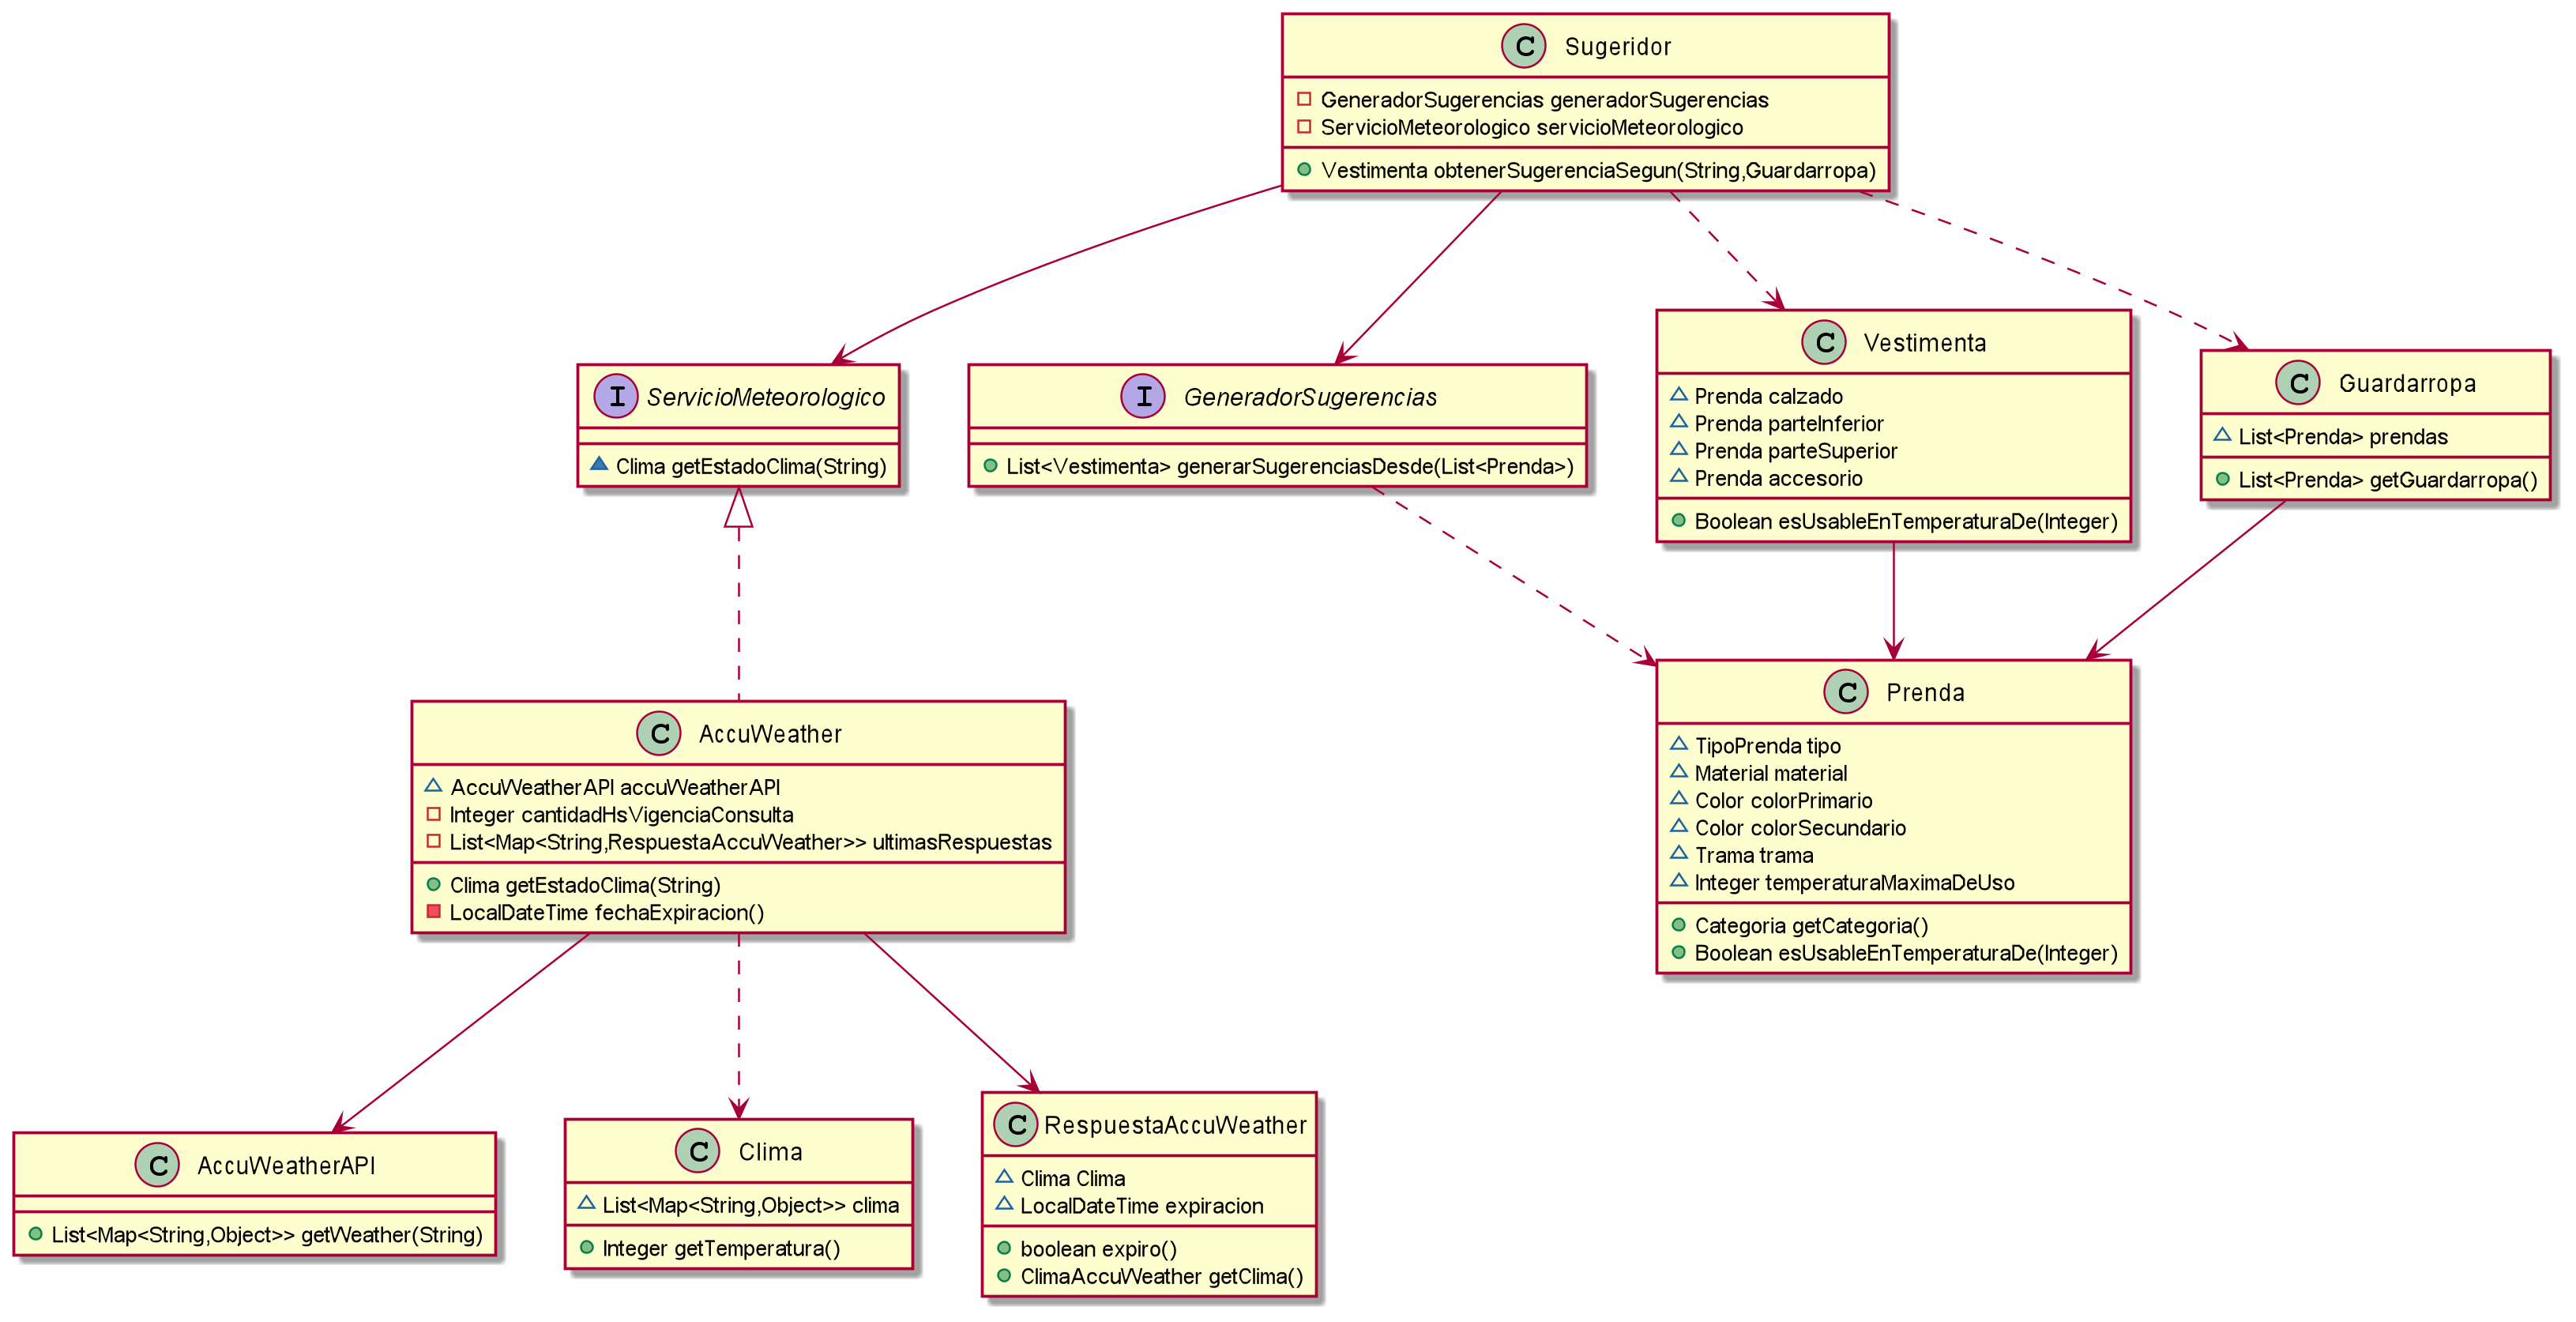 C Sugeridor
GeneradorSugerencias generadorSugerencias
ServicioMeteorologico servicioMeteorologico
Vestimenta obtenerSugerenciaSegun(String,Guardarropa)
I ServicioMeteorologico
Clima getEstadoClima(String)
I GeneradorSugerencias
List<Vestimenta> generarSugerenciasDesde(List<Prenda>)
C Vestimenta
Prenda calzado
Prenda parteInferior
Prenda parteSuperior
Prenda accesorio
Boolean esUsableEnTemperaturaDe(Integer)
C Guardarropa
List<Prenda> prendas
List<Prenda> getGuardarropa()
C AccuWeather
AccuWeatherAPI accuWeatherAPI
Integer cantidadHsVigenciaConsulta
List<Map<String,RespuestaAccuWeather>> ultimasRespuestas
Clima getEstadoClima(String)
LocalDateTime fechaExpiracion()
C Prenda
TipoPrenda tipo
Material material
Color colorPrimario
Color colorSecundario
Trama trama
Integer temperaturaMaximaDeUso
Categoria getCategoria()
Boolean esUsableEnTemperaturaDe(Integer)
C AccuWeatherAPI
List<Map<String,Object>> getWeather(String)
C Clima
List<Map<String,Object>> clima
Integer getTemperatura()
C RespuestaAccuWeather
Clima Clima
LocalDateTime expiracion
boolean expiro()
ClimaAccuWeather getClima()